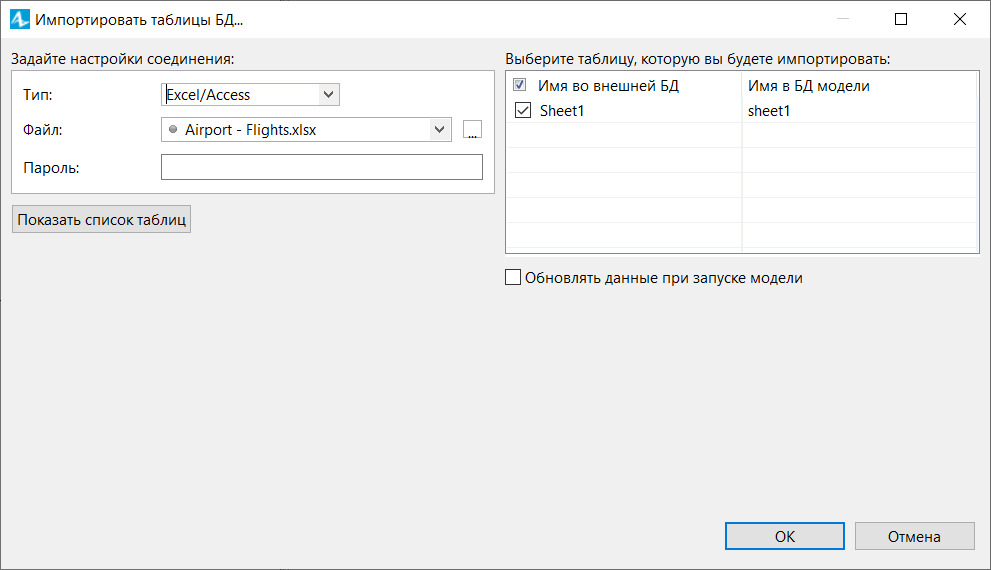 Импортировать таблицы БД...
Задайте настройки соединения:
Тип:
Excel/Access
Файл:
Airport - Flights.xlsx
...
Пароль:
Показать список таблиц
Выберите таблицу, которую вы будете импортировать:
Имя во внешней БД
Имя в БД модели
Sheet1
sheet1
Обновлять данные при запуске модели
OK
Отмена